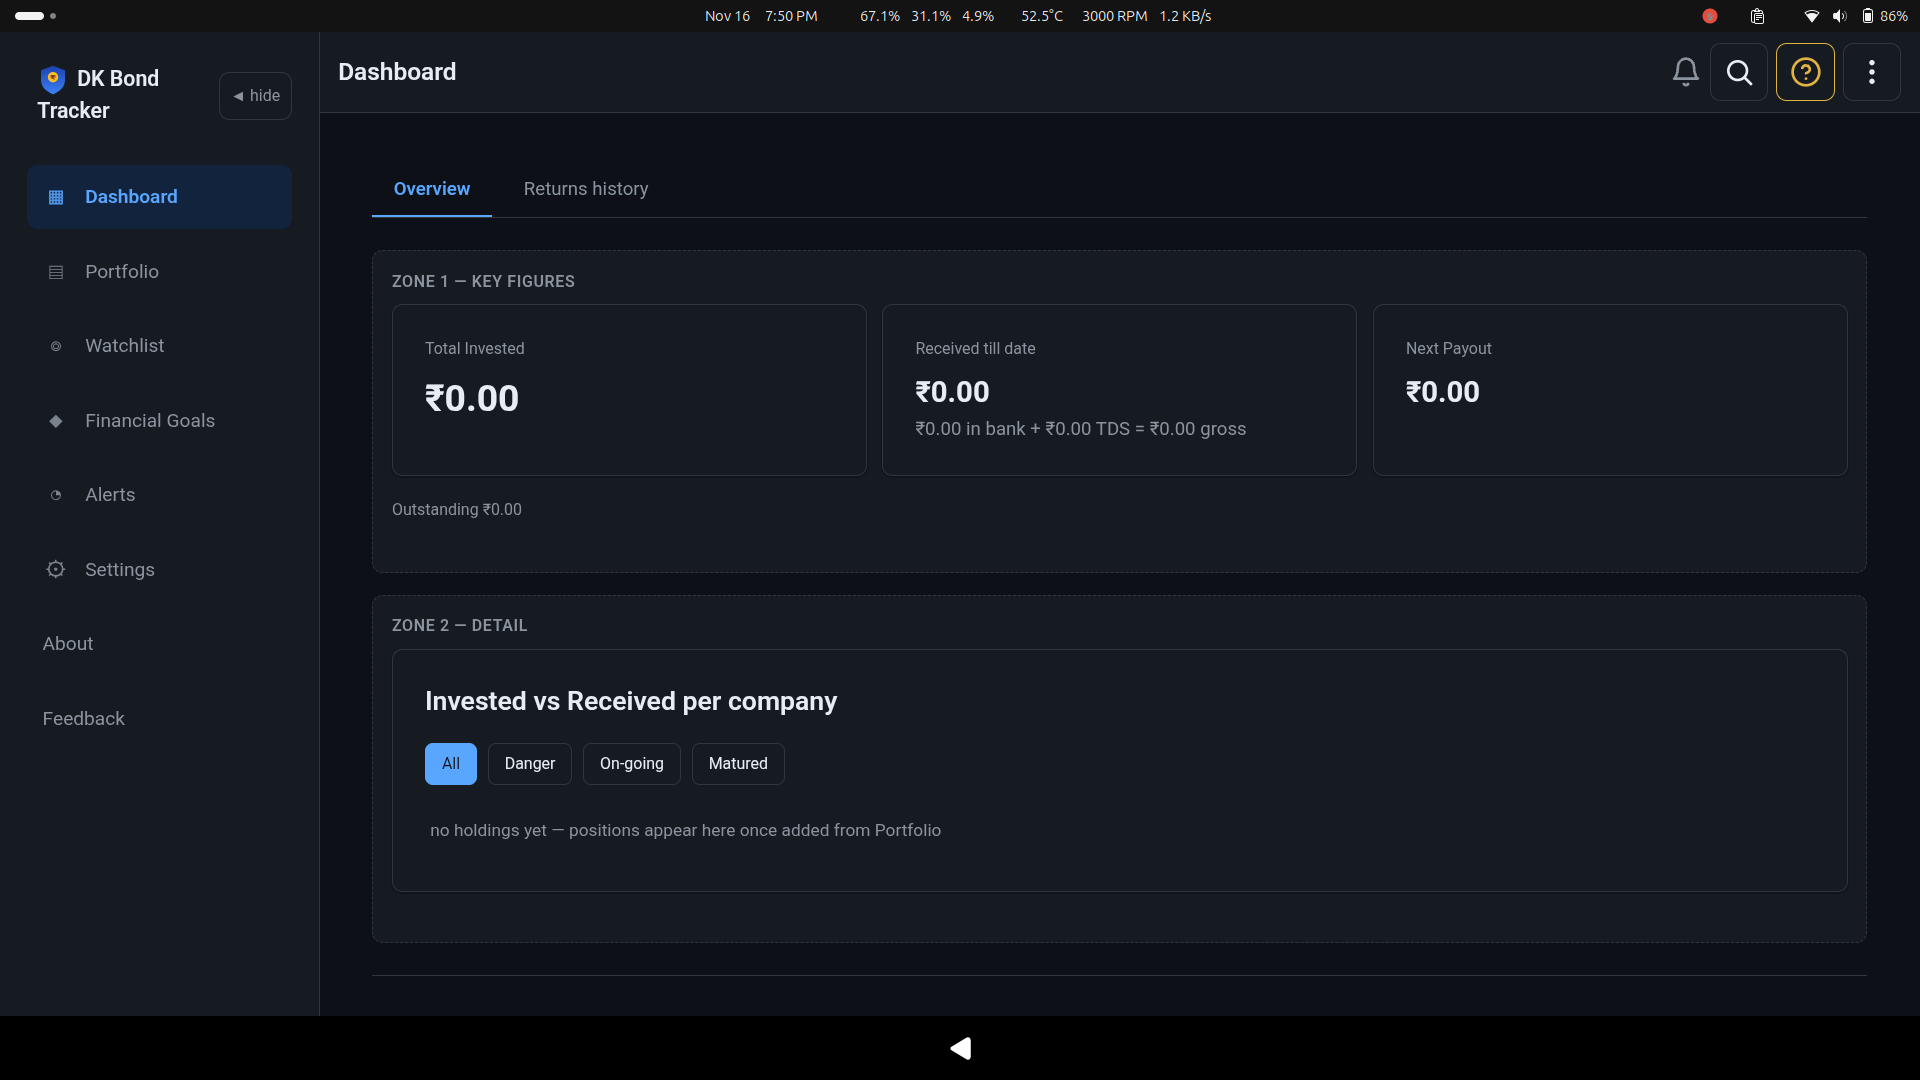 Nov 16 7:50 PM 67.1% 31.1% 4.9% 52.5°C 3000 RPM 1.2 KB/s 86%
DK Bond
Tracker
◄ hide
Dashboard
Portfolio
Watchlist
Financial Goals
Alerts
Settings
About
Feedback
Dashboard
Overview Returns history
ZONE 1 — KEY FIGURES
Total Invested
₹0.00
Received till date
₹0.00
₹0.00 in bank + ₹0.00 TDS = ₹0.00 gross
Next Payout
₹0.00
Outstanding ₹0.00
ZONE 2 — DETAIL
Invested vs Received per company
All Danger On-going Matured
no holdings yet — positions appear here once added from Portfolio